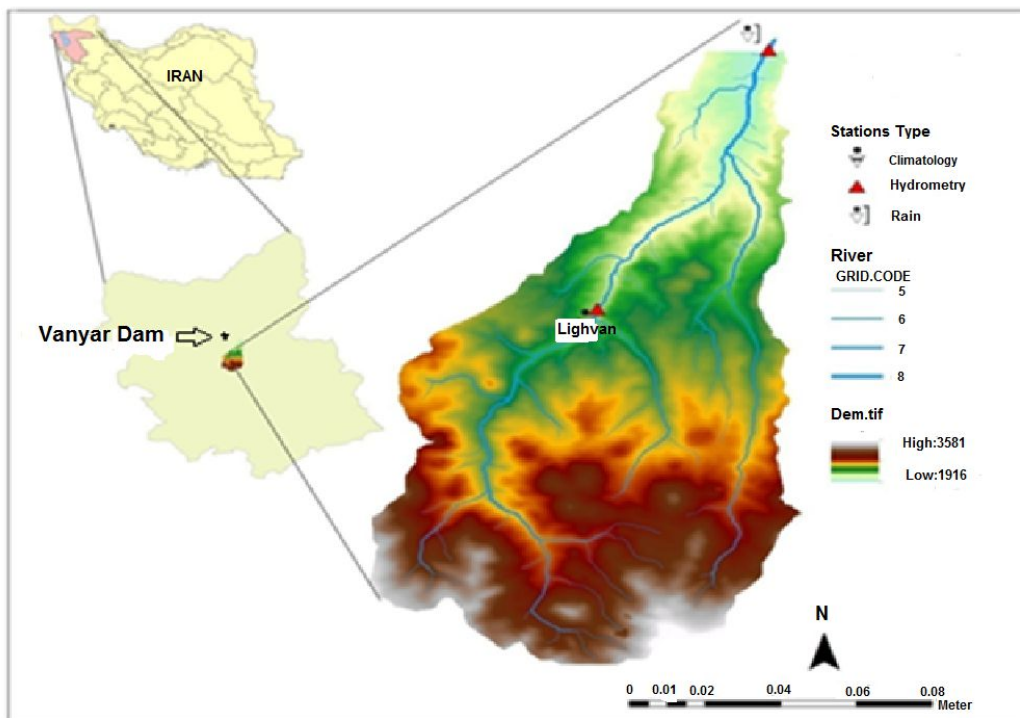 IRAN
Vanyar Dam
Lighvan
Stations Type
Climatology
Hydrometry
Rain
River
GRID.CODE
5
6
7
8
Dem.tif
High:3581
Low:1916
N
0 0.01 0.02 0.04 0.06 0.08
Meter